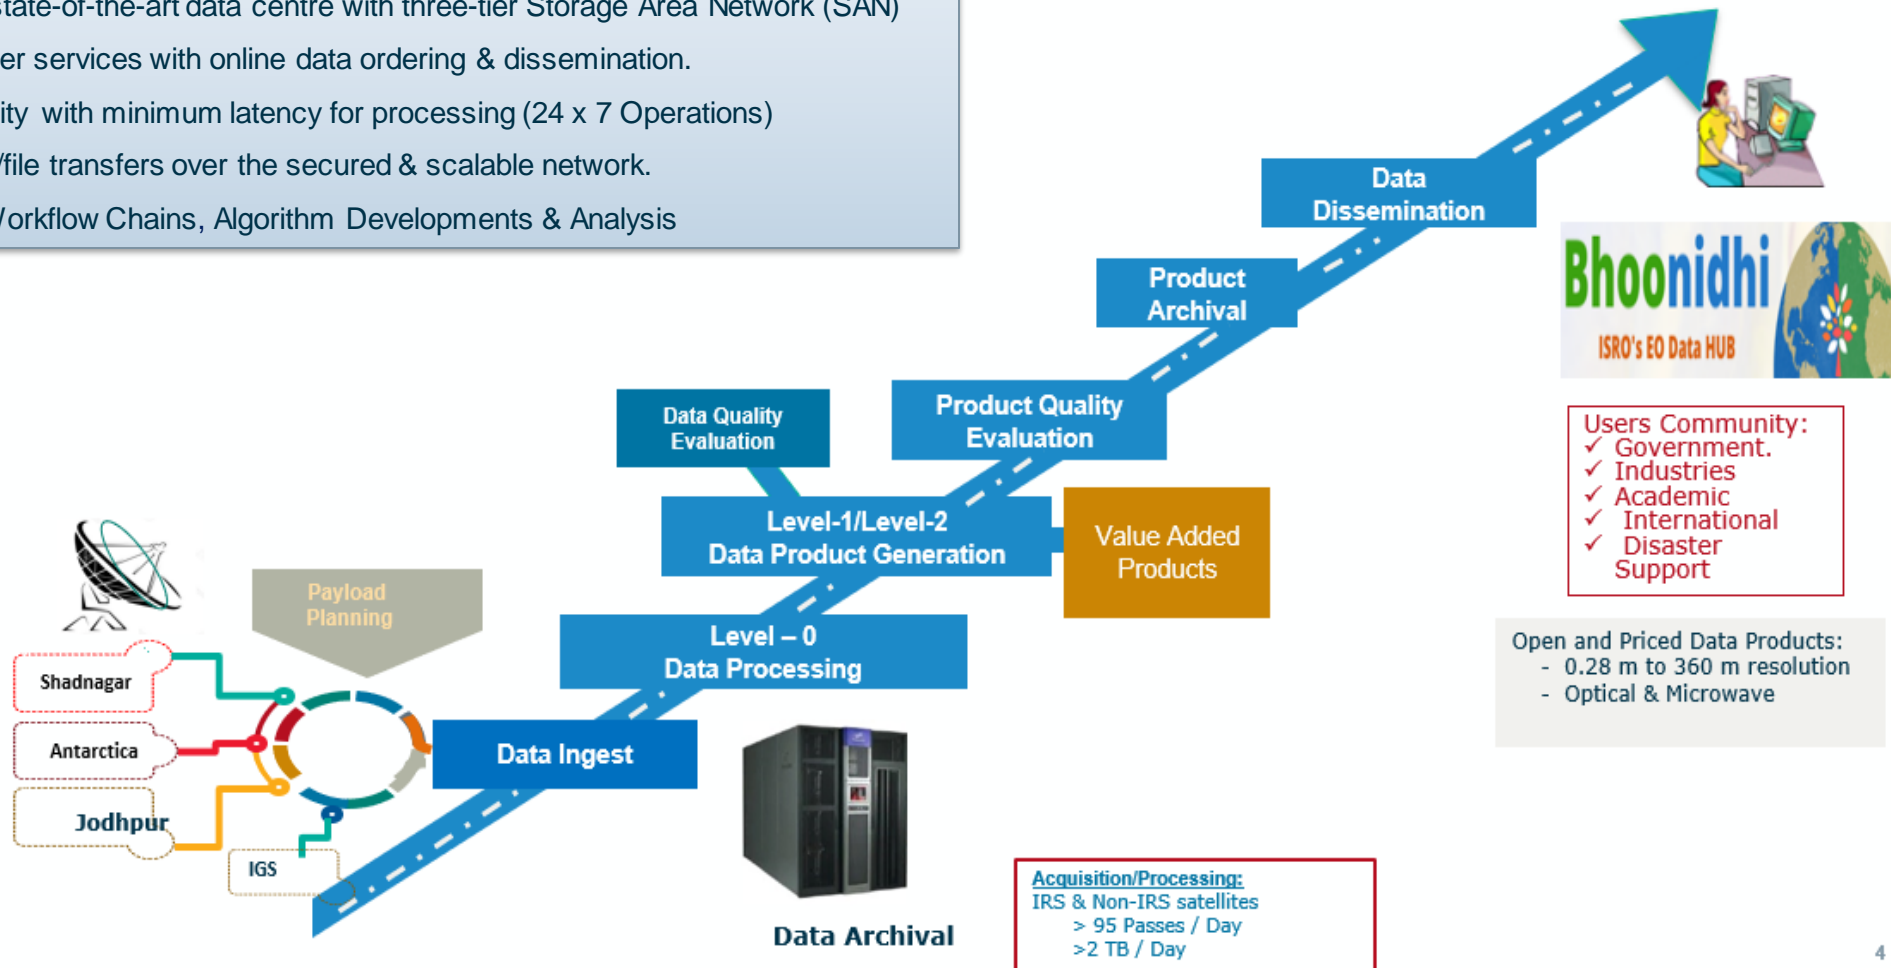 state-of-the-art data centre with three-tier Storage Area Network (SAN)
er services with online data ordering & dissemination.
ity with minimum latency for processing (24 x 7 Operations)
/file transfers over the secured & scalable network.
Workflow Chains, Algorithm Developments & Analysis
Data
Dissemination
Product
Archival
Bhoonidhi
ISRO's EO Data HUB
Data Quality
Evaluation
Product Quality
Evaluation
Users Community:
✓ Government.
✓ Industries
✓ Academic
✓ International
✓ Disaster
Support
Level-1/Level-2
Data Product Generation
Value Added
Products
Payload
Planning
Level – 0
Data Processing
Open and Priced Data Products:
- 0.28 m to 360 m resolution
- Optical & Microwave
Shadnagar
Antarctica
Jodhpur
IGS
Data Ingest
Data Archival
Acquisition/Processing:
IRS & Non-IRS satellites
> 95 Passes / Day
>2 TB / Day
4